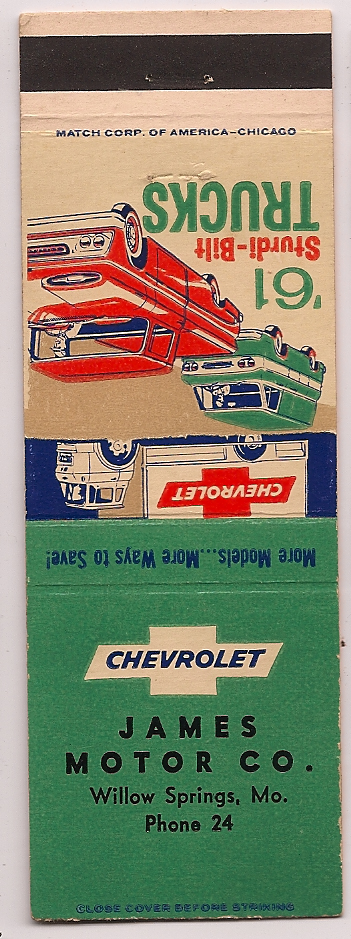 MATCH CORP. OF AMERICA—CHICAGO
'61
Sturdi-Bilt
TRUCKS
CHEVROLET
More Models...More Ways to Save!
CHEVROLET
JAMES
MOTOR CO.
Willow Springs, Mo.
Phone 24
CLOSE COVER BEFORE STRIKING